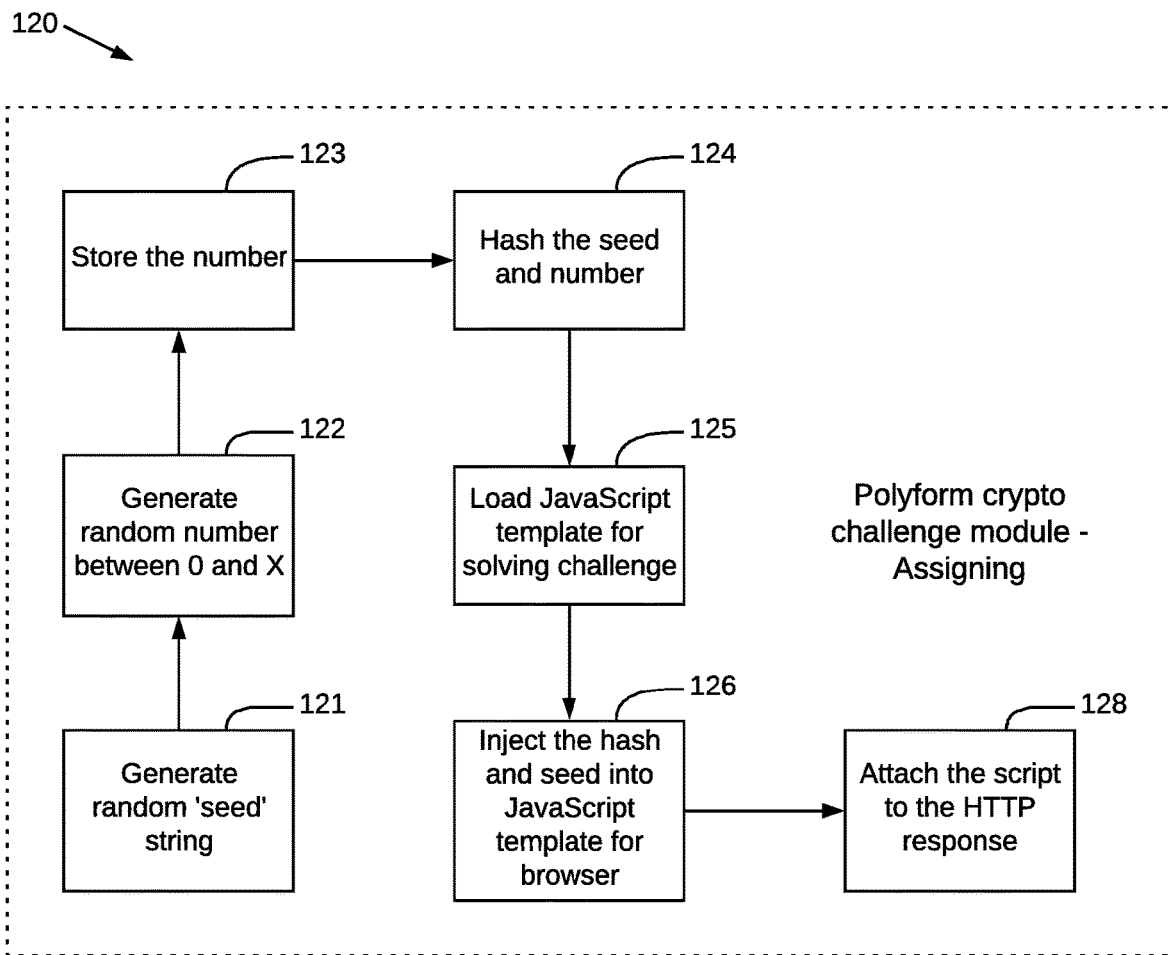 120
123
124
Store the number
Hash the seed
and number
122
125
Generate
random number
between 0 and X
Load JavaScript
template for
solving challenge
Polyform crypto
challenge module -
Assigning
121
126
128
Generate
random 'seed'
string
Inject the hash
and seed into
JavaScript
template for
browser
Attach the script
to the HTTP
response